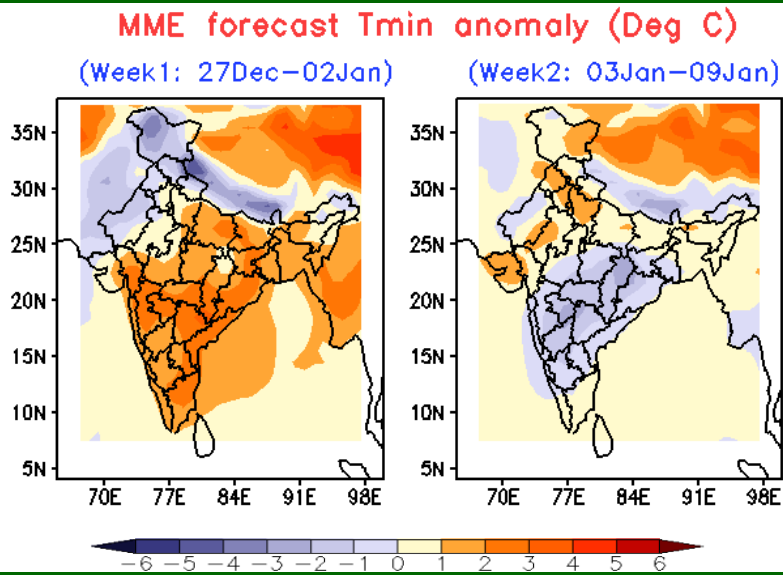 MME forecast Tmin anomaly (Deg C)
(Week1: 27Dec-02Jan) (Week2: 03Jan-09Jan)
35N 35N
30N 30N
25N 25N
20N 20N
15N 15N
10N 10N
5N 5N
70E 77E 84E 91E 98E 70E 77E 84E 91E 98E
-6 -5 -4 -3 -2 -1 0 1 2 3 4 5 6